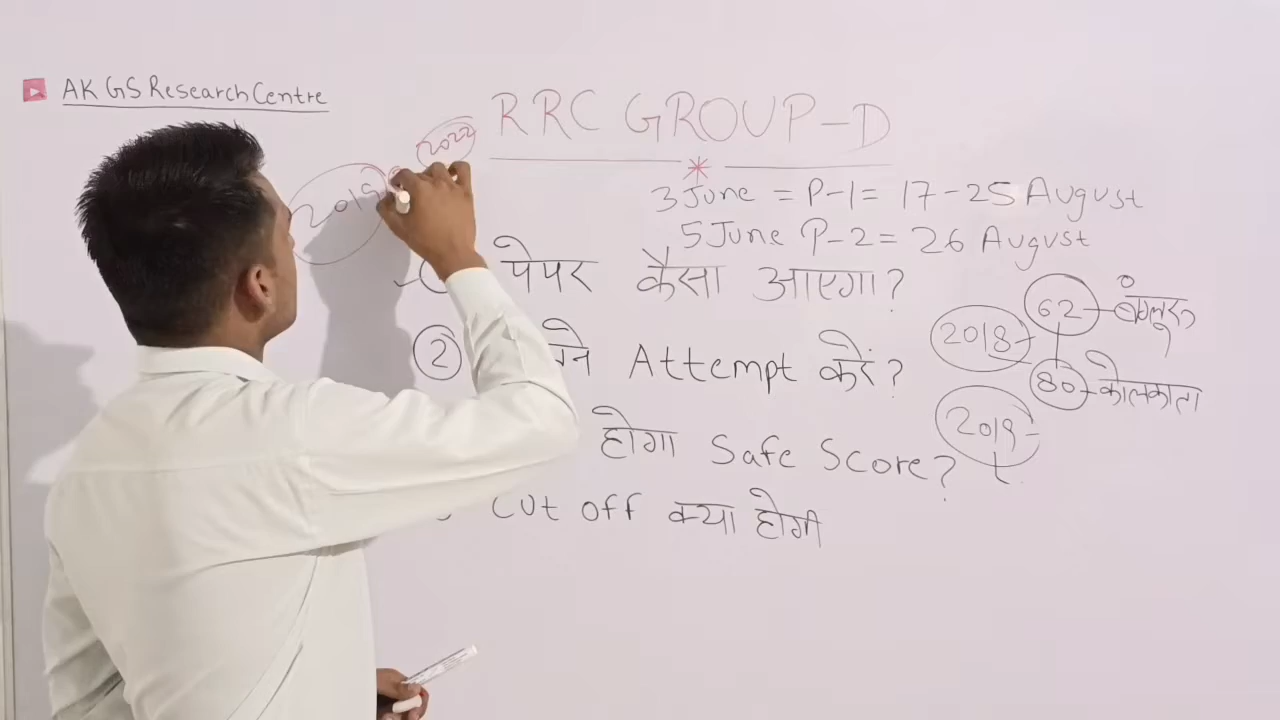 AK GS Research Centre
RRC GROUP-D
2022
2019
3 June = P-1 = 17-25 August
5 June P-2 = 26 August
पेपर कैसा आएगा?
2 Attempt करें?
होगा Safe Score?
Cut off क्या होगी
2018 - 62 - बंगलूरु
80 - कोलकाता
2019 -